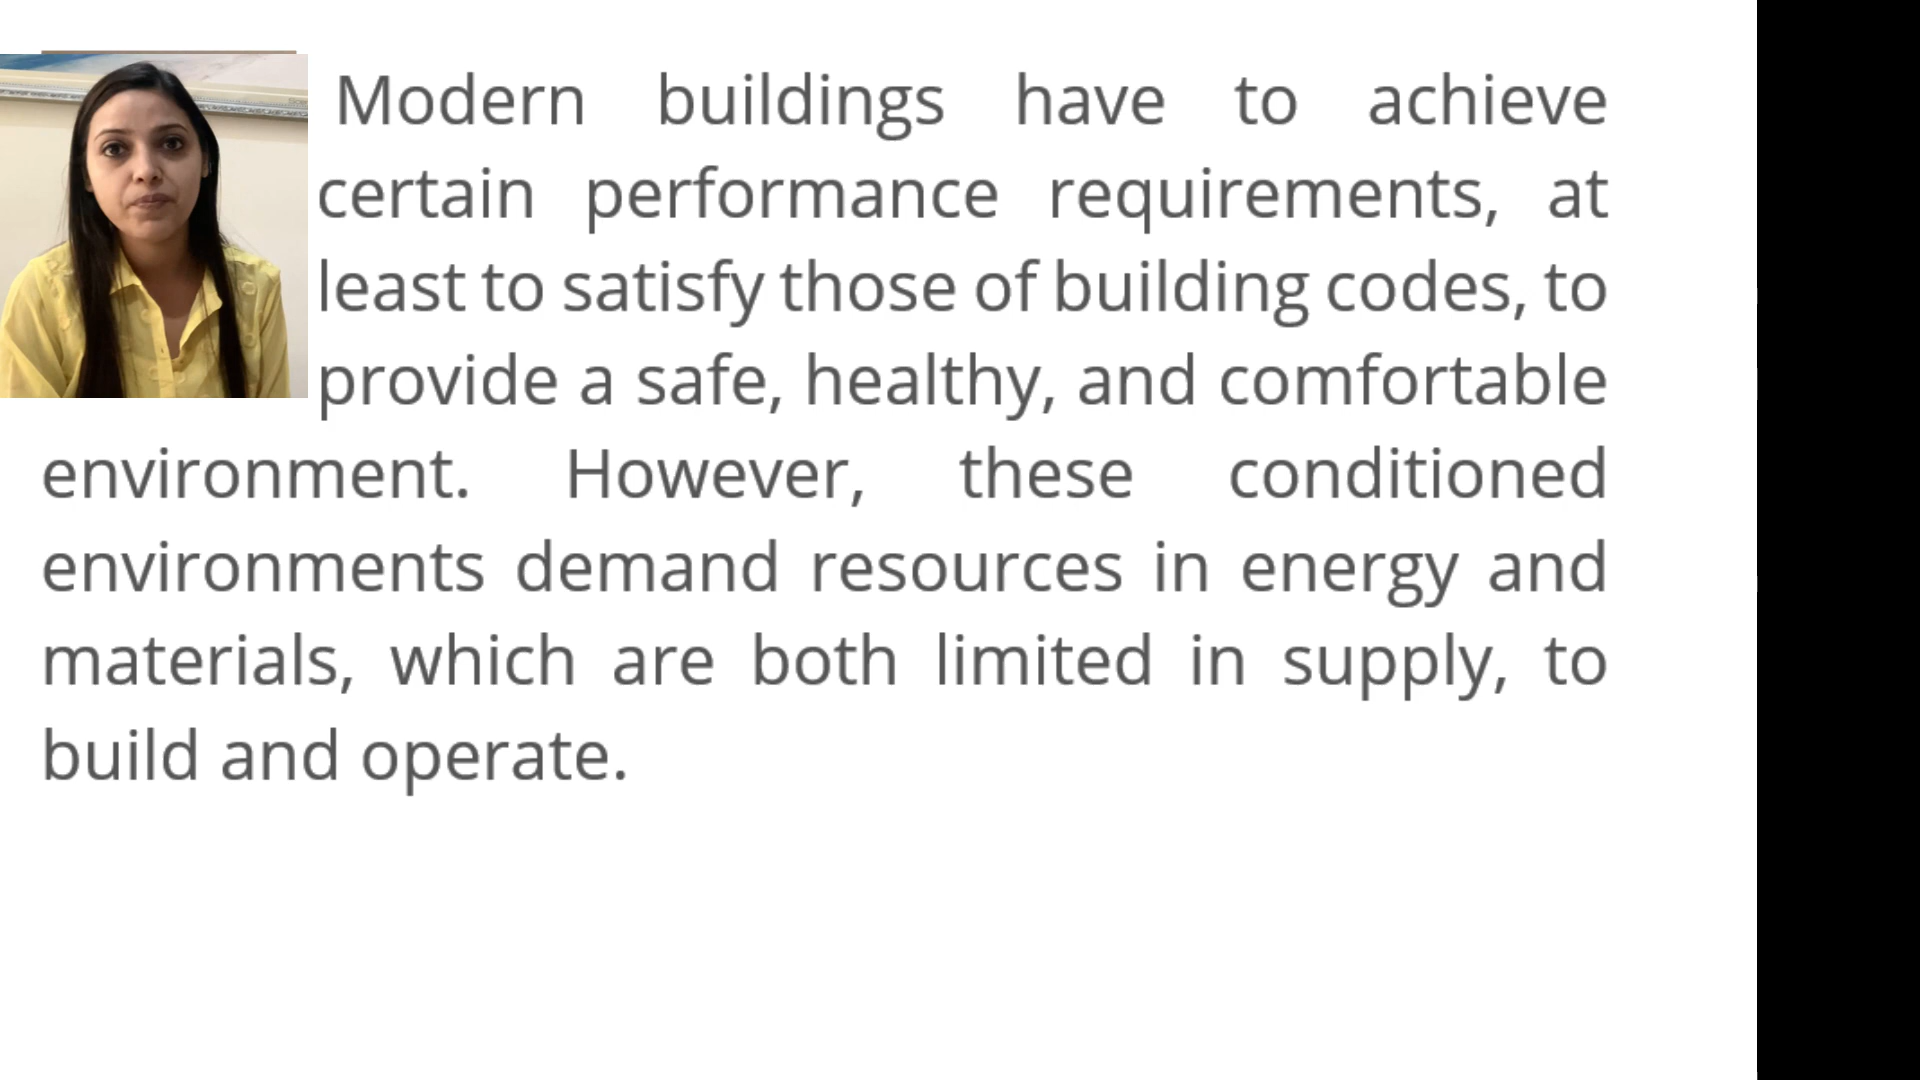 Modern buildings have to achieve
certain performance requirements, at
least to satisfy those of building codes, to
provide a safe, healthy, and comfortable
environment. However, these conditioned
environments demand resources in energy and
materials, which are both limited in supply, to
build and operate.